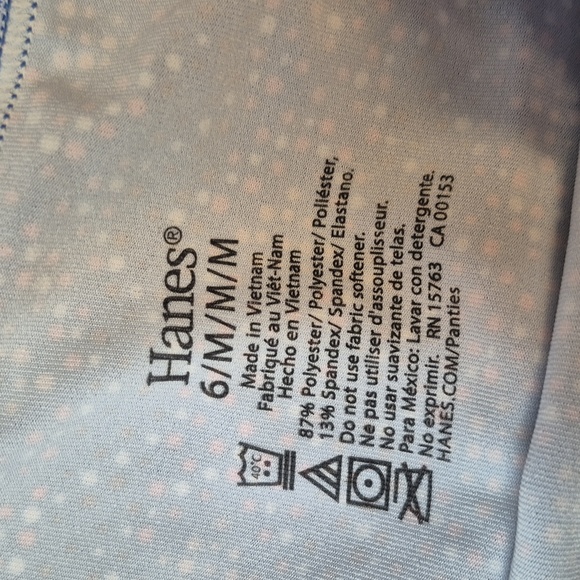 Hanes®
6/M/M/M
Made in Vietnam
Fabriqué au Viêt-Nam
Hecho en Vietnam
87% Polyester/ Polyester/ Poliéster,
13% Spandex/ Spandex/ Elastano.
Do not use fabric softener.
Ne pas utiliser d'assouplisseur.
No usar suavizante de telas.
Para México: Lavar con detergente.
No exprimir. RN 15763 CA 00153
HANES.COM/Panties
40°C